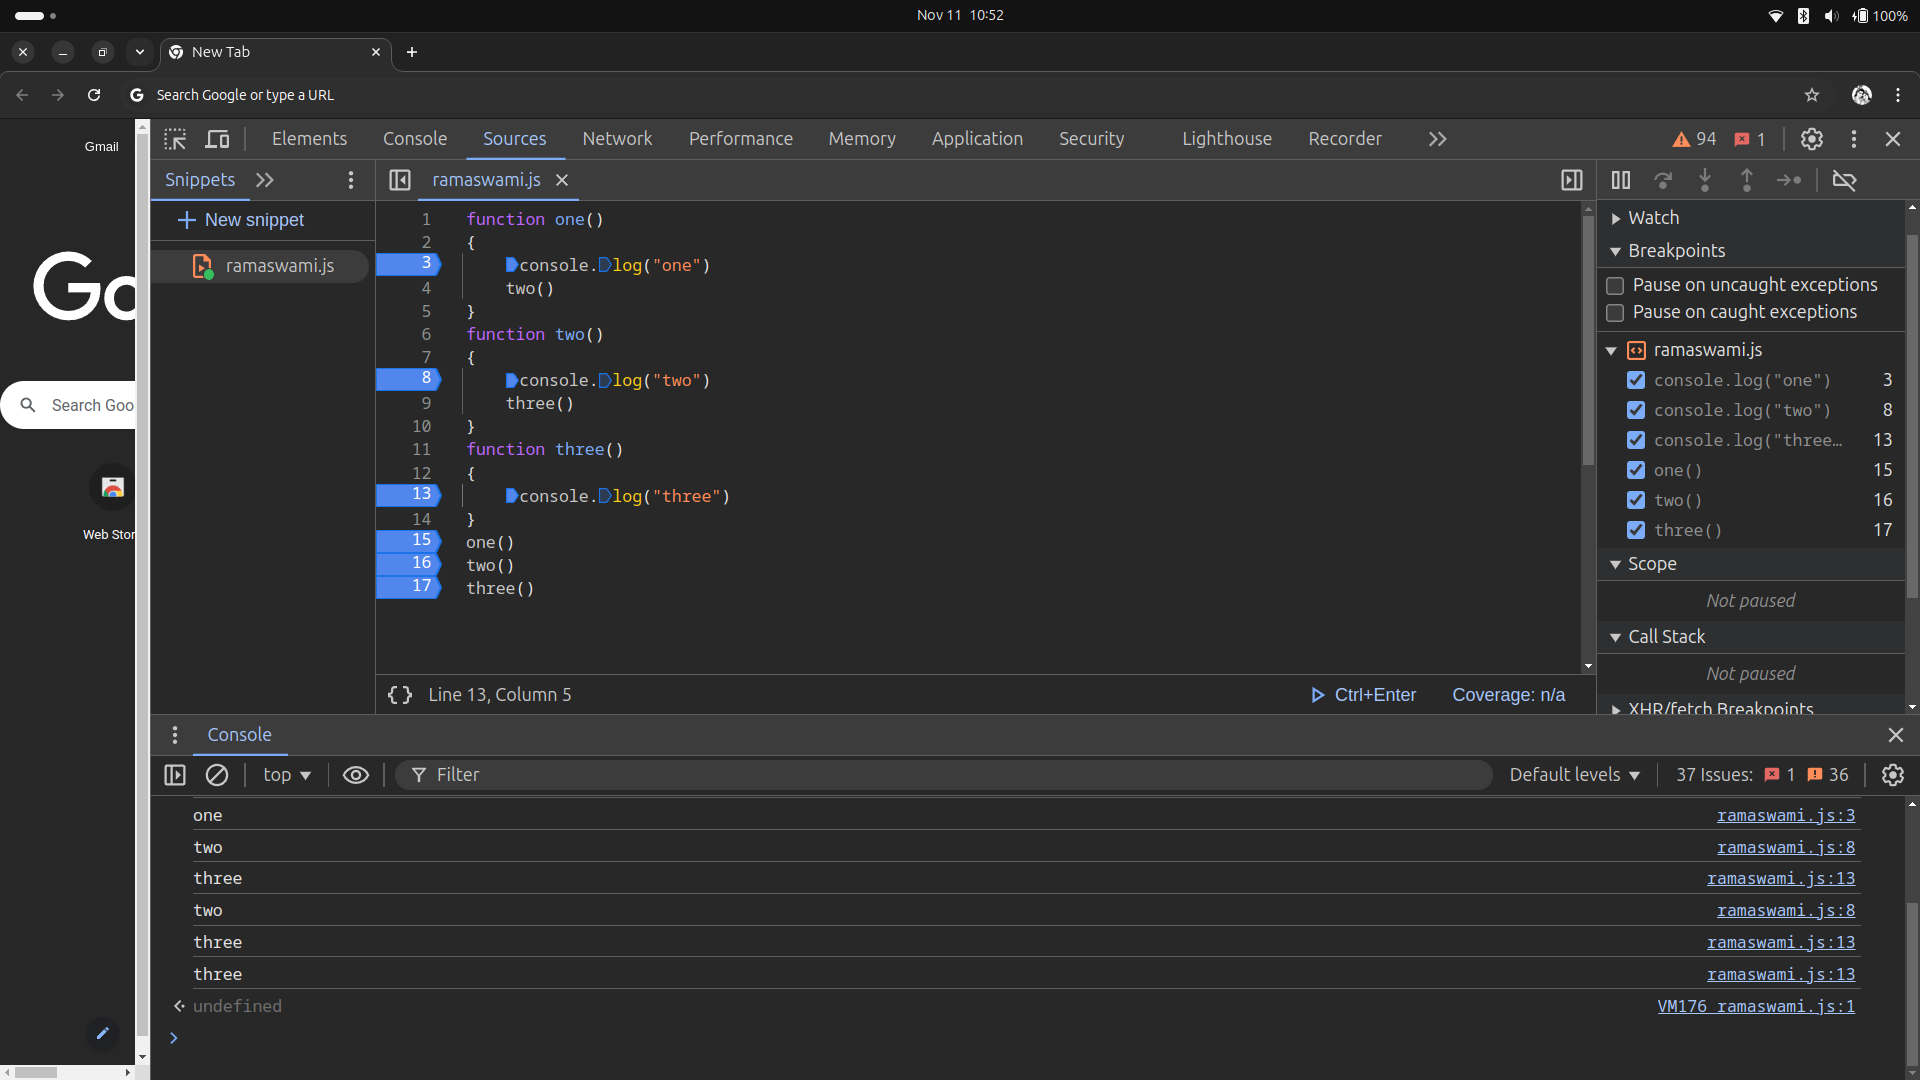 Nov 11 10:52
100%
New Tab
Search Google or type a URL
Gmail
Go
Search Goo
Web Stor
Elements Console Sources Network Performance Memory Application Security Lighthouse Recorder 94 1
Snippets
New snippet
ramaswami.js
ramaswami.js
1 function one()
2 {
3 console.log("one")
4 two()
5 }
6 function two()
7 {
8 console.log("two")
9 three()
10 }
11 function three()
12 {
13 console.log("three")
14 }
15 one()
16 two()
17 three()
{} Line 13, Column 5 Ctrl+Enter Coverage: n/a
Watch
Breakpoints
Pause on uncaught exceptions
Pause on caught exceptions
ramaswami.js
console.log("one") 3
console.log("two") 8
console.log("three… 13
one() 15
two() 16
three() 17
Scope
Not paused
Call Stack
Not paused
XHR/fetch Breakpoints
Console
top Filter Default levels 37 Issues: 1 36
one ramaswami.js:3
two ramaswami.js:8
three ramaswami.js:13
two ramaswami.js:8
three ramaswami.js:13
three ramaswami.js:13
undefined VM176 ramaswami.js:1